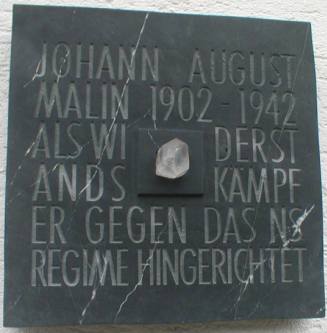 JOHANN AUGUST
MALIN 1902 - 1942
ALS WI DERST
ANDS KÄMPF
ER GEGEN DAS NS
REGIME HINGERICHTET